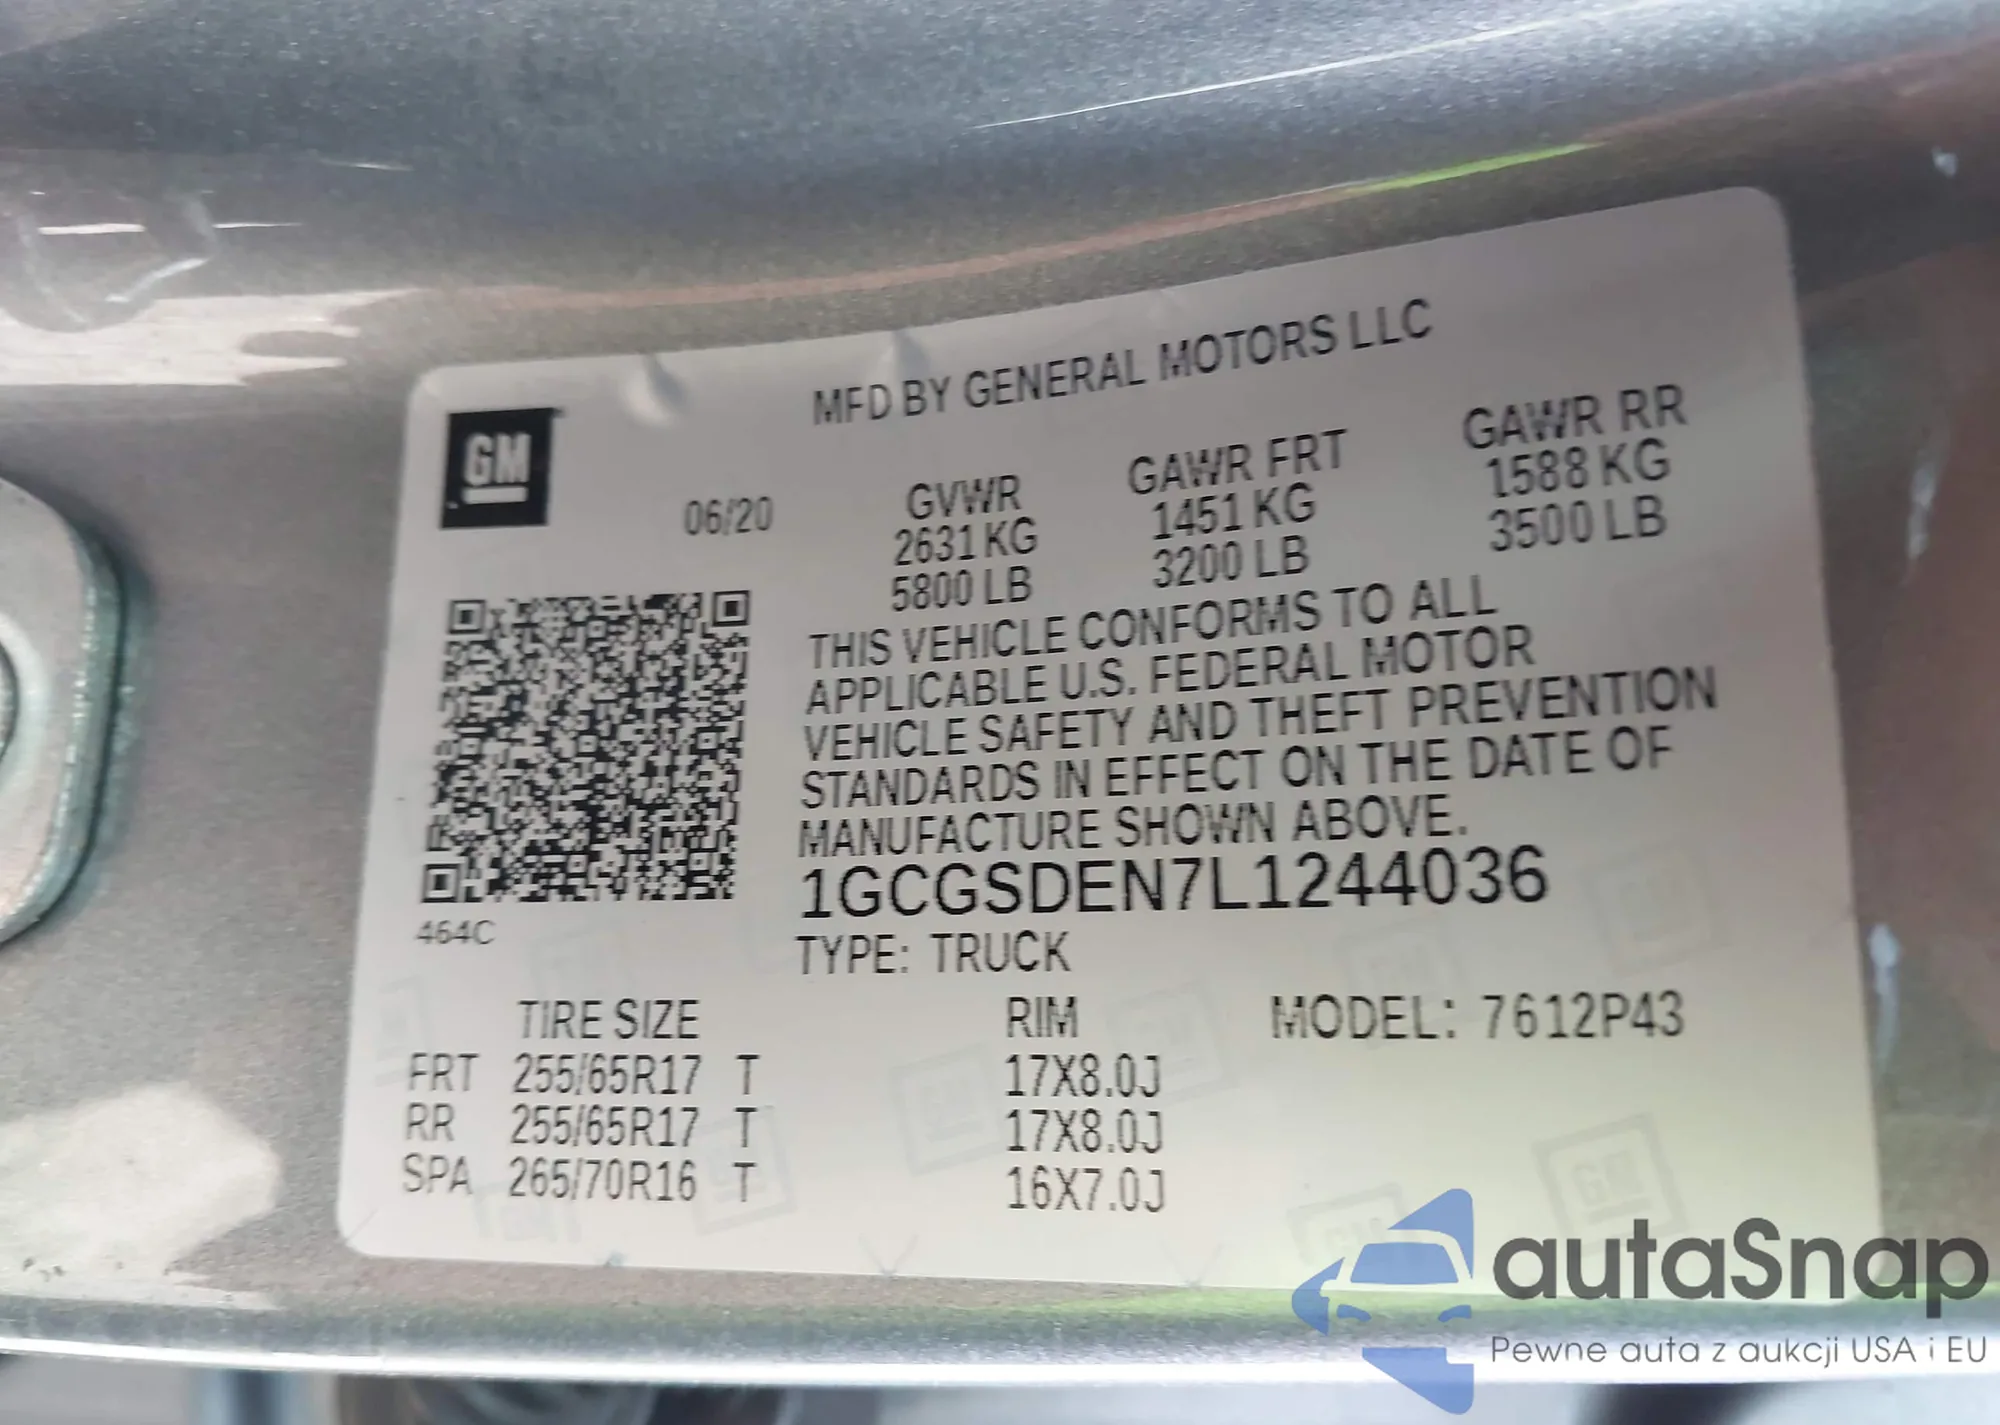 MFD BY GENERAL MOTORS LLC
GM
06/20
GVWR
2631 KG
5800 LB
GAWR FRT
1451 KG
3200 LB
GAWR RR
1588 KG
3500 LB
THIS VEHICLE CONFORMS TO ALL
APPLICABLE U.S. FEDERAL MOTOR
VEHICLE SAFETY AND THEFT PREVENTION
STANDARDS IN EFFECT ON THE DATE OF
MANUFACTURE SHOWN ABOVE.
1GCGSDEN7L1244036
464C
TYPE: TRUCK
TIRE SIZE RIM MODEL: 7612P43
FRT 255/65R17 T 17X8.0J
RR 255/65R17 T 17X8.0J
SPA 265/70R16 T 16X7.0J
autaSnap
Pewne auta z aukcji USA i EU